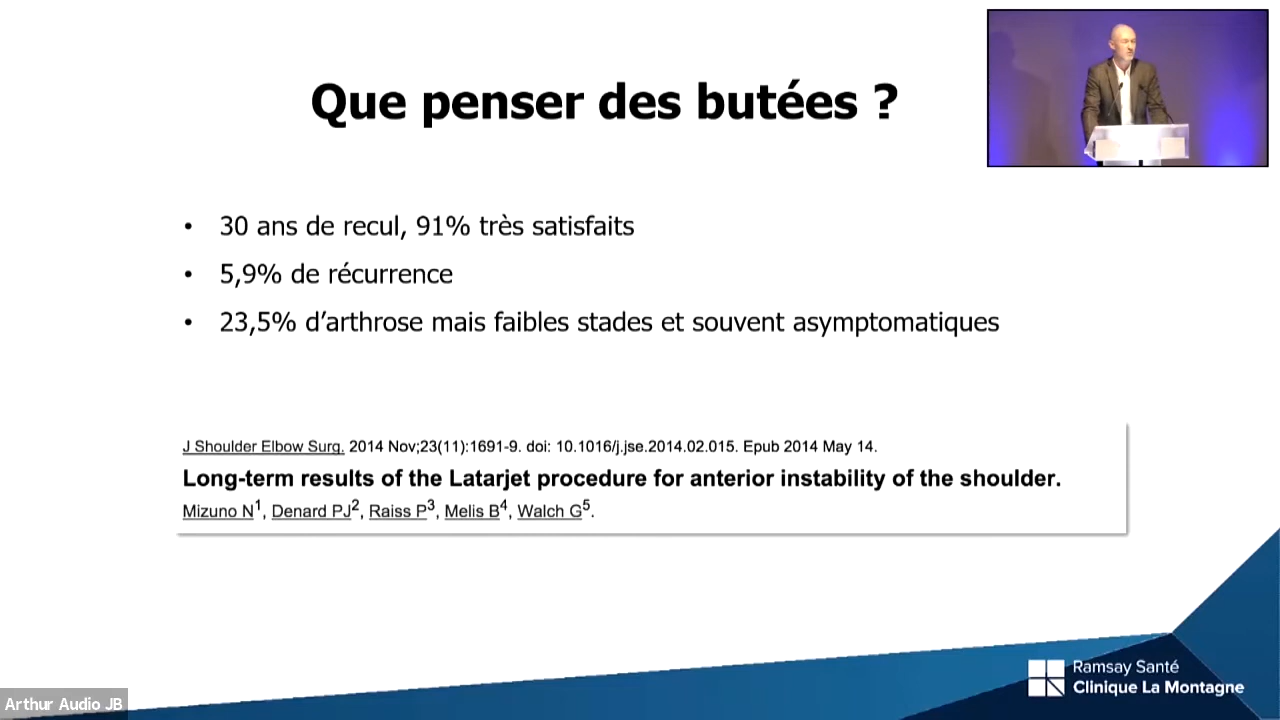 Que penser des butées ?
• 30 ans de recul, 91% très satisfaits
• 5,9% de récurrence
• 23,5% d’arthrose mais faibles stades et souvent asymptomatiques
J Shoulder Elbow Surg. 2014 Nov;23(11):1691-9. doi: 10.1016/j.jse.2014.02.015. Epub 2014 May 14.
Long-term results of the Latarjet procedure for anterior instability of the shoulder.
Mizuno N1, Denard PJ2, Raiss P3, Melis B4, Walch G5.
Ramsay Santé
Clinique La Montagne
Arthur Audio JB